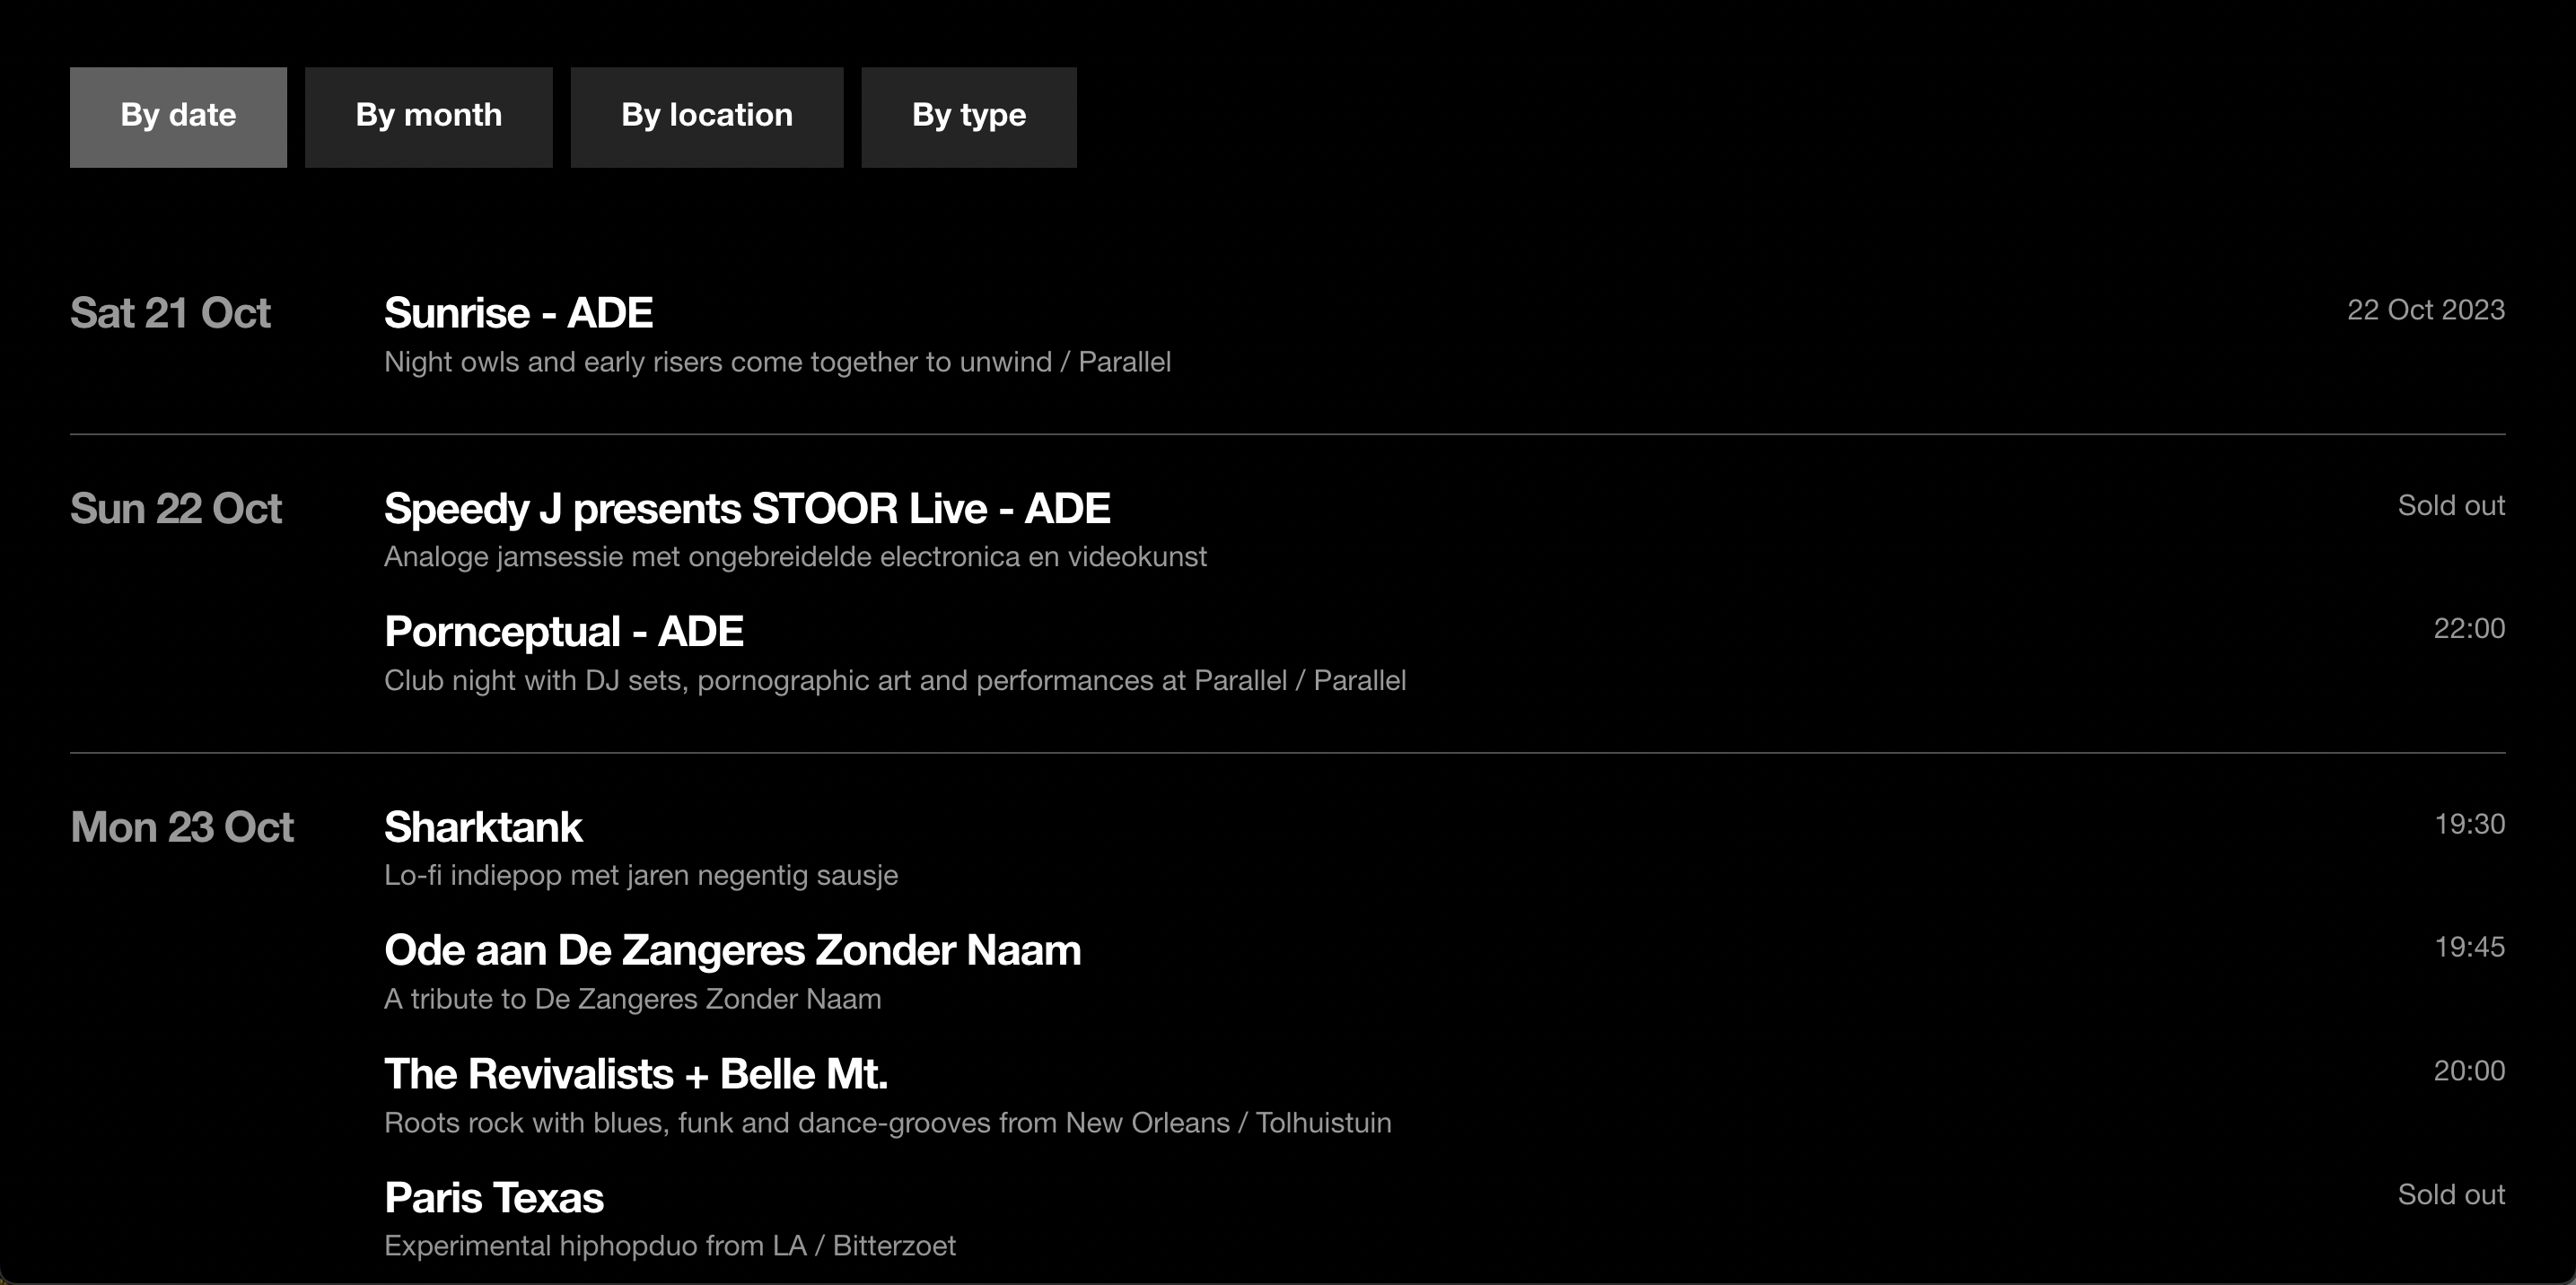 By date
By month
By location
By type
Sat 21 Oct
Sunrise - ADE
22 Oct 2023
Night owls and early risers come together to unwind / Parallel
Sun 22 Oct
Speedy J presents STOOR Live - ADE
Sold out
Analoge jamsessie met ongebreidelde electronica en videokunst
Pornceptual - ADE
22:00
Club night with DJ sets, pornographic art and performances at Parallel / Parallel
Mon 23 Oct
Sharktank
19:30
Lo-fi indiepop met jaren negentig sausje
Ode aan De Zangeres Zonder Naam
19:45
A tribute to De Zangeres Zonder Naam
The Revivalists + Belle Mt.
20:00
Roots rock with blues, funk and dance-grooves from New Orleans / Tolhuistuin
Paris Texas
Sold out
Experimental hiphopduo from LA / Bitterzoet